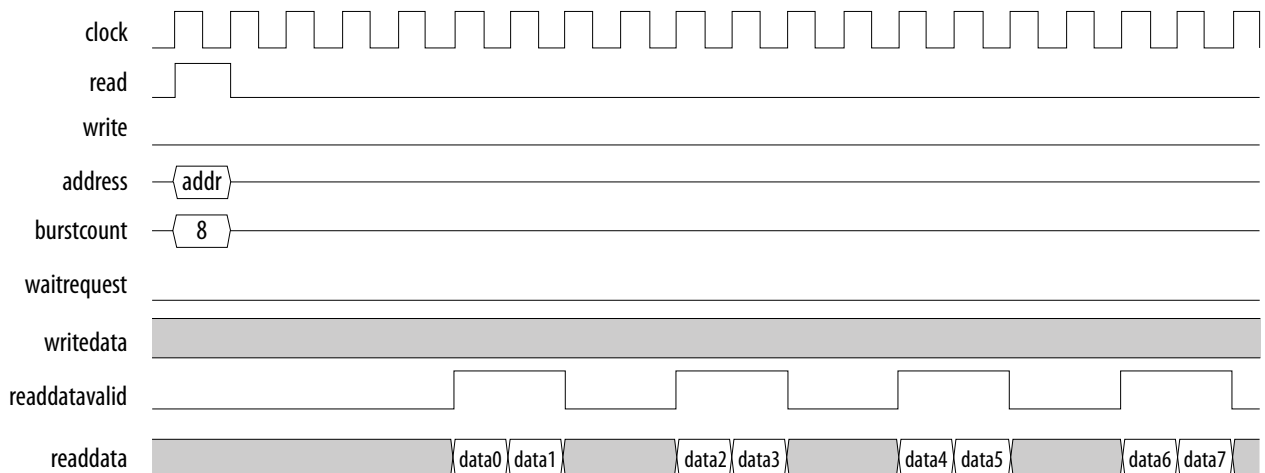 clock
read
write
address addr
burstcount 8
waitrequest
writedata
readdatavalid
readdata data0 data1 data2 data3 data4 data5 data6 data7